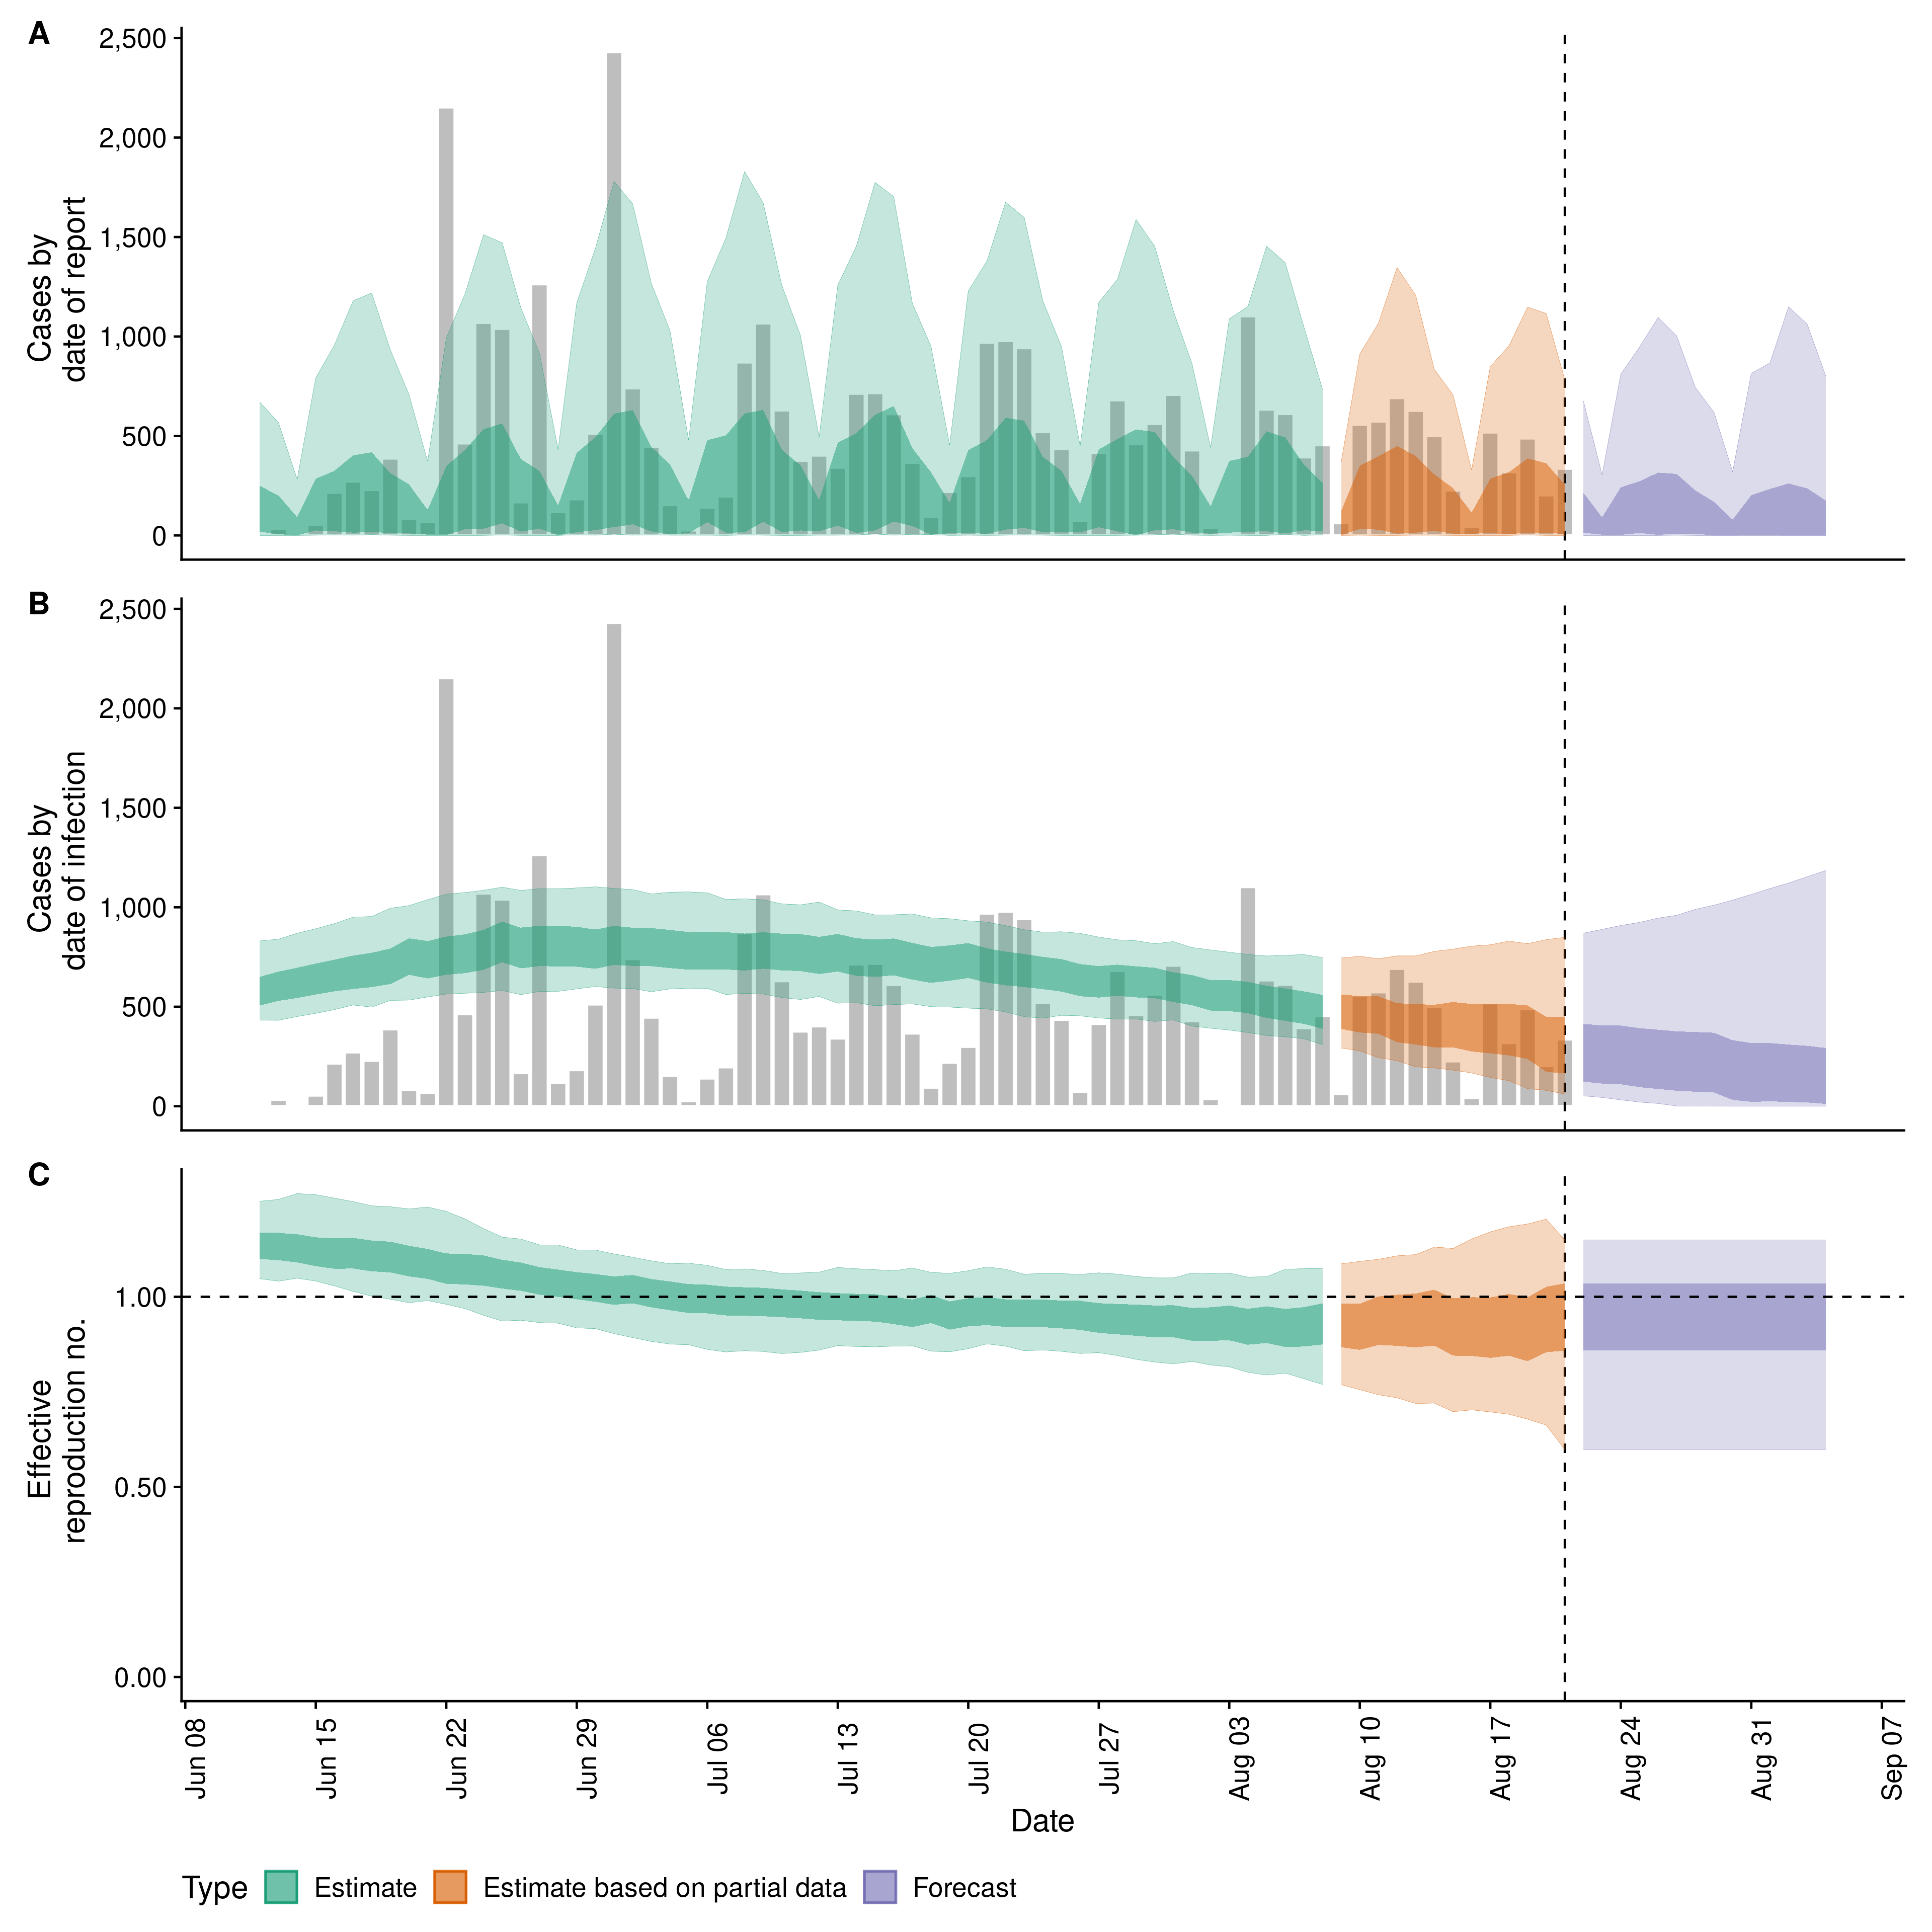 A
2,500
2,000
1,500
1,000
500
0
Cases by
date of report
B
2,500
2,000
1,500
1,000
500
0
Cases by
date of infection
C
1.00
0.50
0.00
Effective
reproduction no.
Jun 08
Jun 15
Jun 22
Jun 29
Jul 06
Jul 13
Jul 20
Jul 27
Aug 03
Aug 10
Aug 17
Aug 24
Aug 31
Sep 07
Date
Type Estimate Estimate based on partial data Forecast